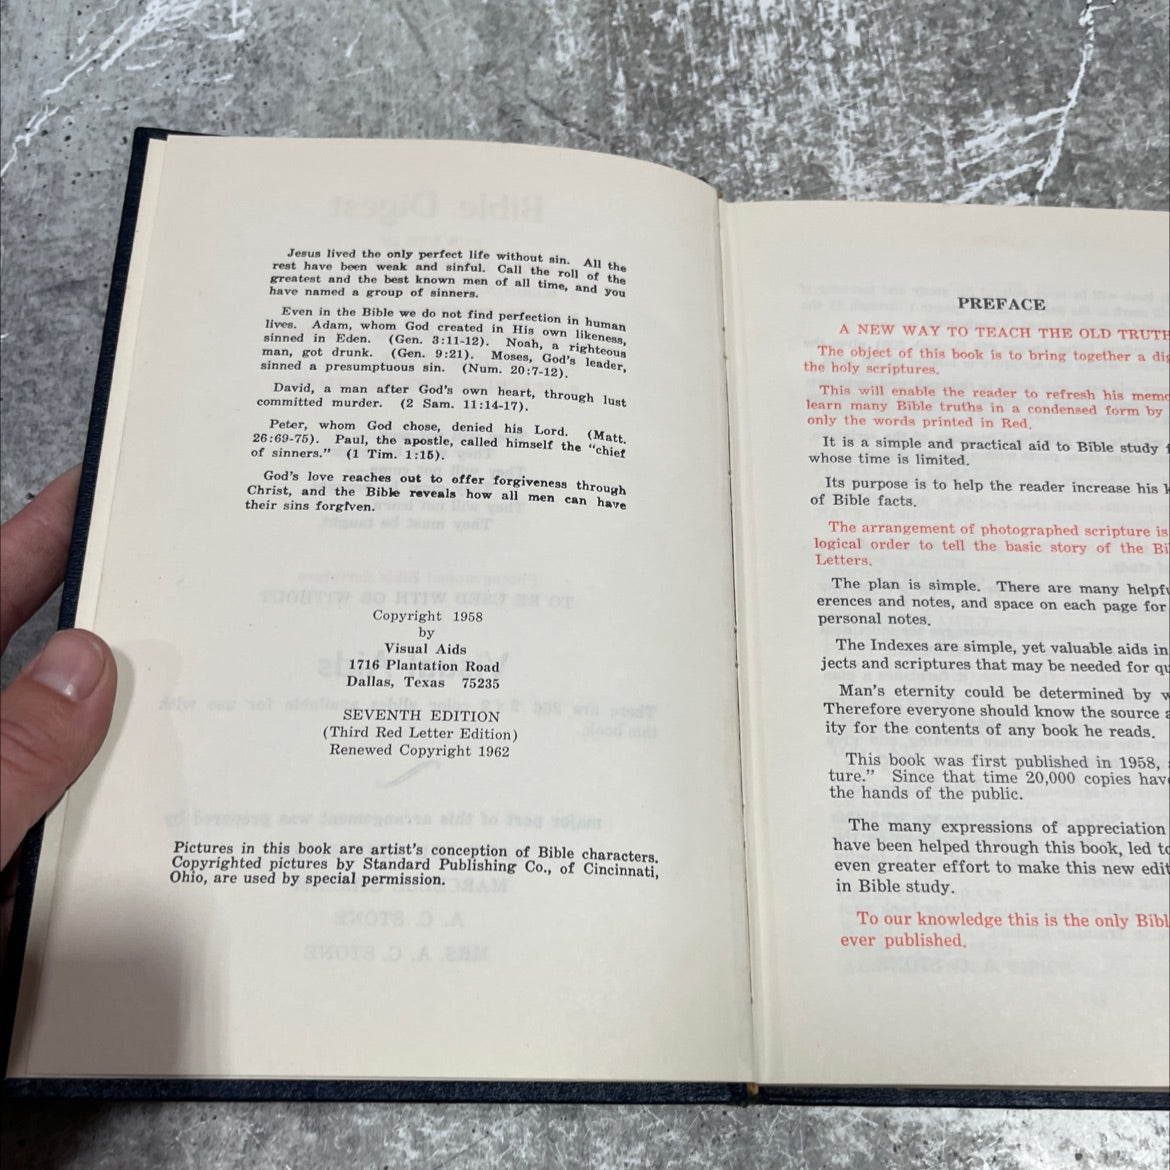 Jesus lived the only perfect life without sin. All the
rest have been weak and sinful. Call the roll of the
greatest and the best known men of all time, and you
have named a group of sinners.
Even in the Bible we do not find perfection in human
lives. Adam, whom God created in His own likeness,
sinned in Eden. (Gen. 3:11-12). Noah, a righteous
man, got drunk. (Gen. 9:21). Moses, God's leader,
sinned a presumptuous sin. (Num. 20:7-12).
David, a man after God's own heart, through lust
committed murder. (2 Sam. 11:14-17).
Peter, whom God chose, denied his Lord. (Matt.
26:69-75). Paul, the apostle, called himself the "chief
of sinners." (1 Tim. 1:15).
God's love reaches out to offer forgiveness through
Christ, and the Bible reveals how all men can have
their sins forgiven.
Copyright 1958
by
Visual Aids
1716 Plantation Road
Dallas, Texas 75235
SEVENTH EDITION
(Third Red Letter Edition)
Renewed Copyright 1962
Pictures in this book are artist's conception of Bible characters.
Copyrighted pictures by Standard Publishing Co., of Cincinnati,
Ohio, are used by special permission.
PREFACE
A NEW WAY TO TEACH THE OLD TRUTH
The object of this book is to bring together a
the holy scriptures.
This will enable the reader to refresh his
learn many Bible truths in a condensed form by
only the words printed in Red.
It is a simple and practical aid to Bible study
whose time is limited.
Its purpose is to help the reader increase his
of Bible facts.
The arrangement of photographed scripture is
logical order to tell the basic story of the
Letters.
The plan is simple. There are many
erences and notes, and space on each page for
personal notes.
The Indexes are simple, yet valuable aids in
jects and scriptures that may be needed for
Man's eternity could be determined by
Therefore everyone should know the source
ity for the contents of any book he reads.
This book was first published in 1958,
ture." Since that time 20,000 copies
the hands of the public.
The many expressions of appreciation
have been helped through this book, led
even greater effort to make this new
in Bible study.
To our knowledge this is the only
ever published.